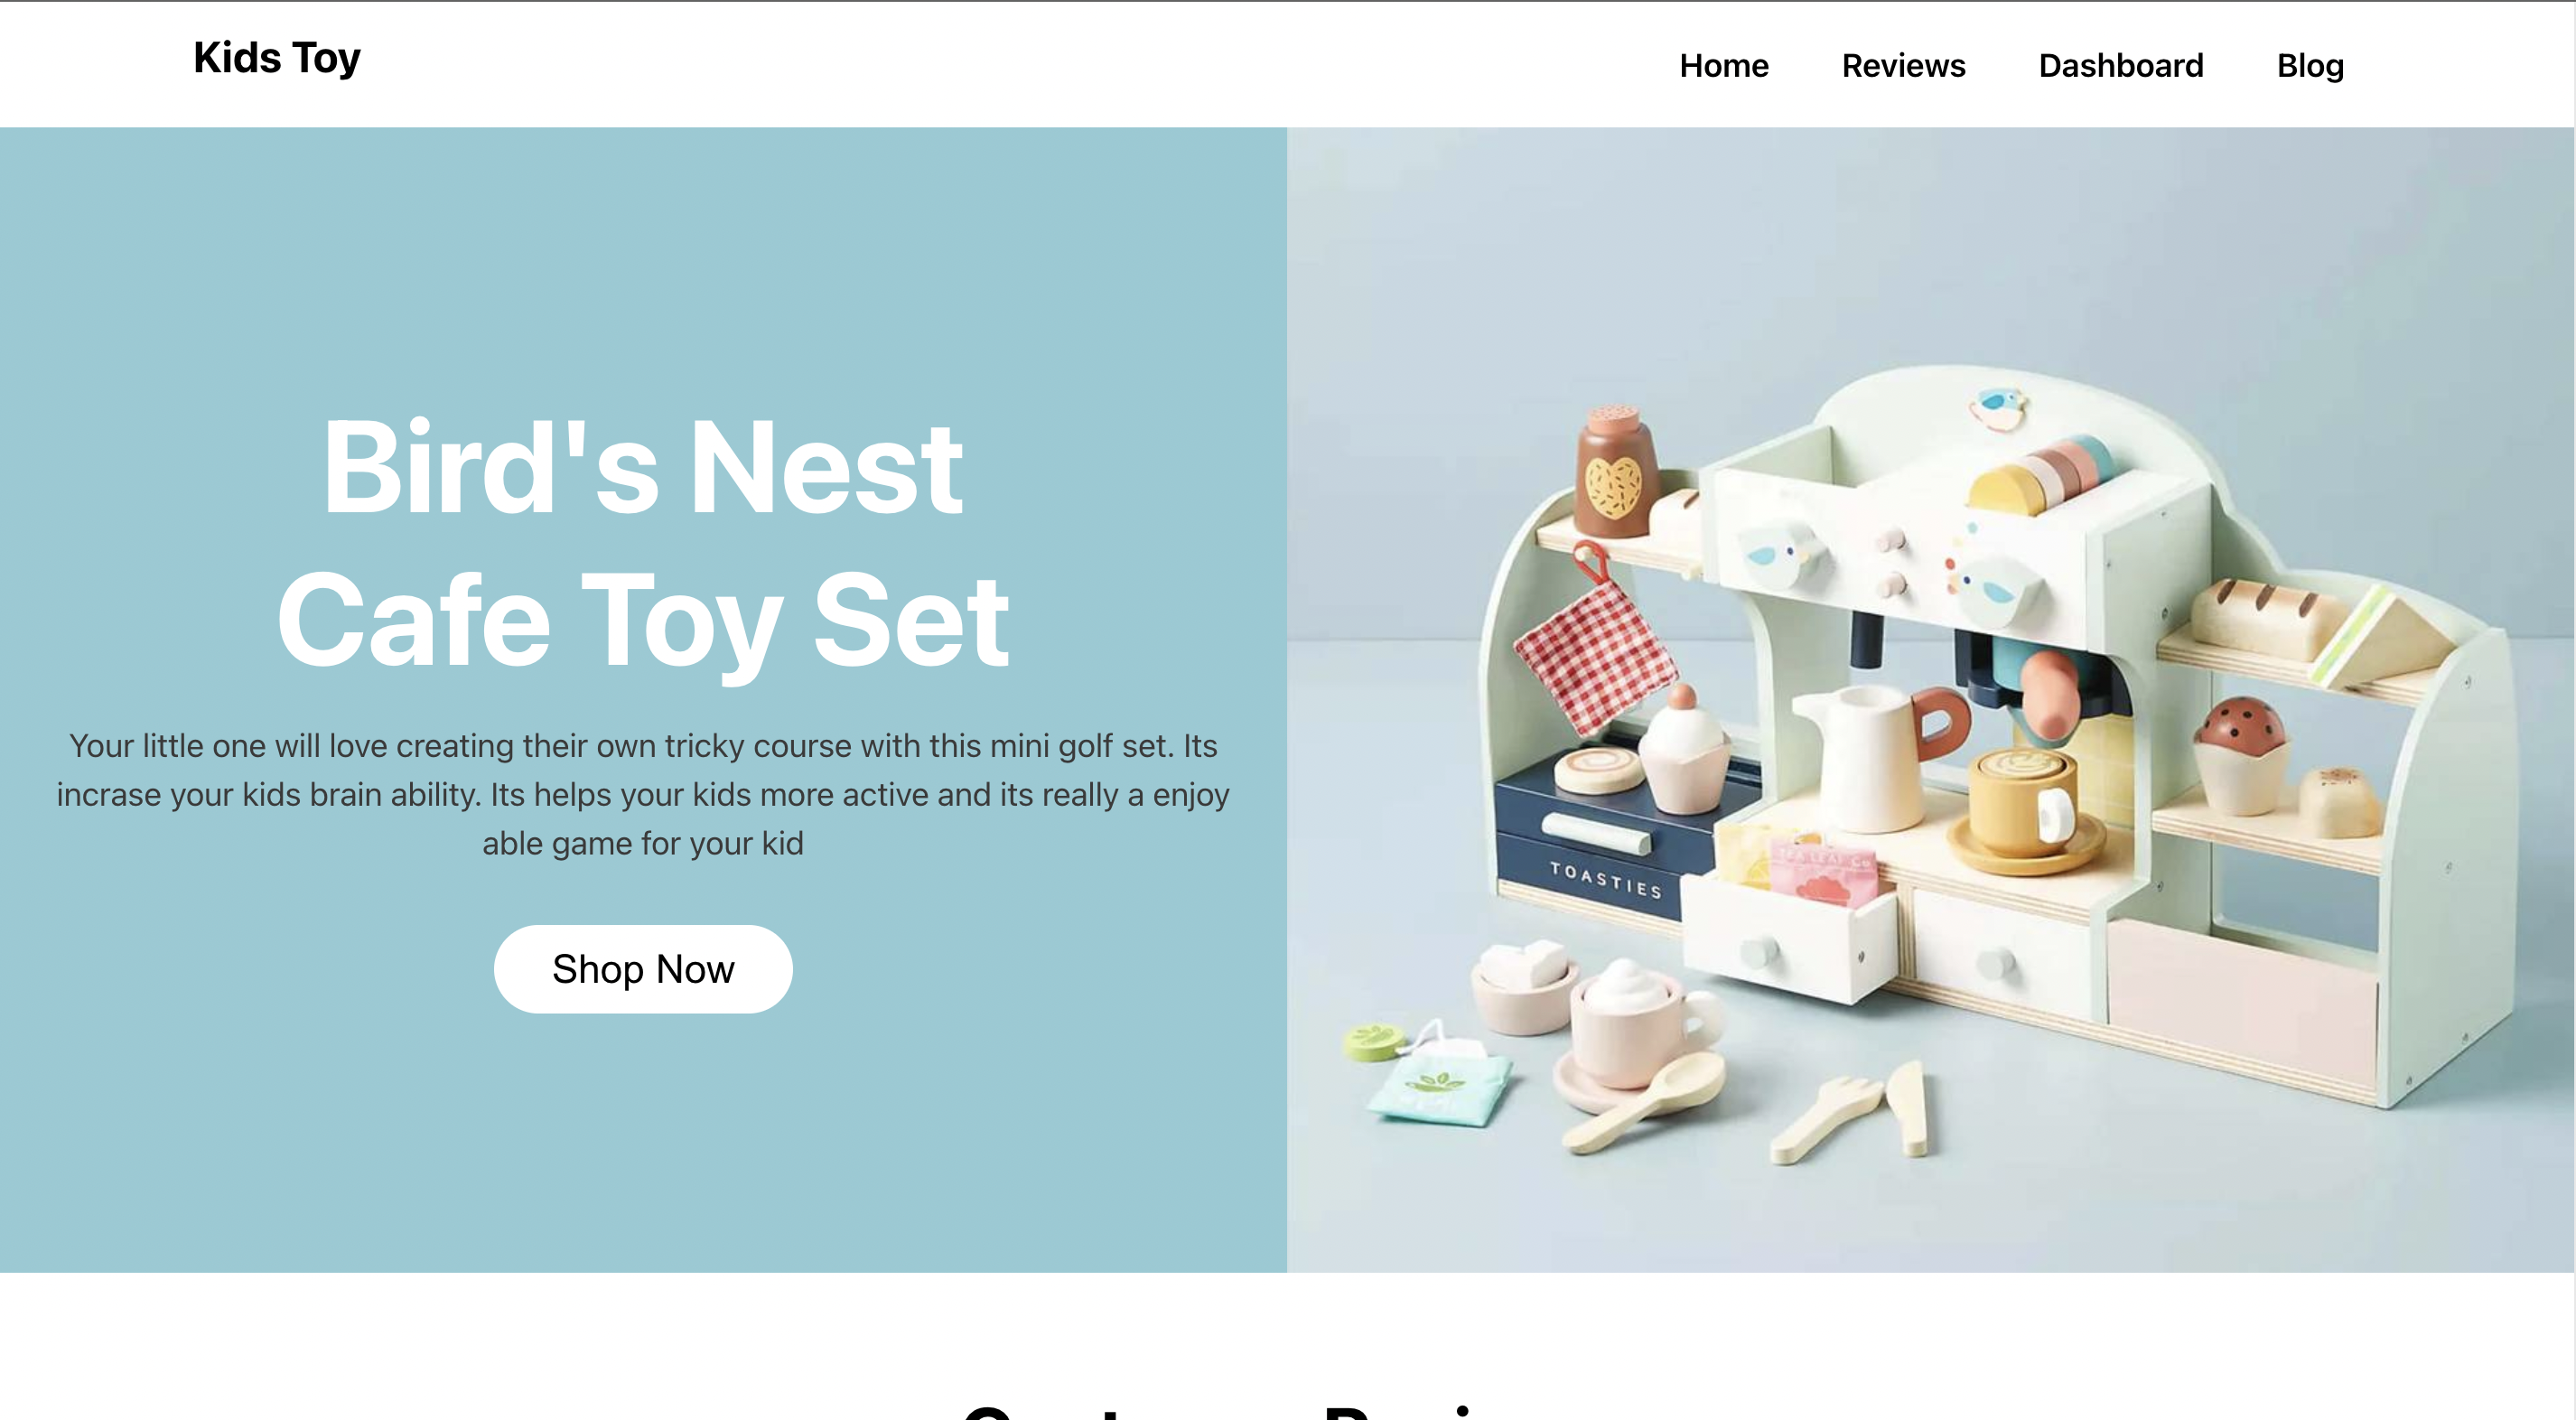 Kids Toy
Home Reviews Dashboard Blog
Bird's Nest
Cafe Toy Set
Your little one will love creating their own tricky course with this mini golf set. Its
incrase your kids brain ability. Its helps your kids more active and its really a enjoy
able game for your kid
Shop Now
TOASTIES